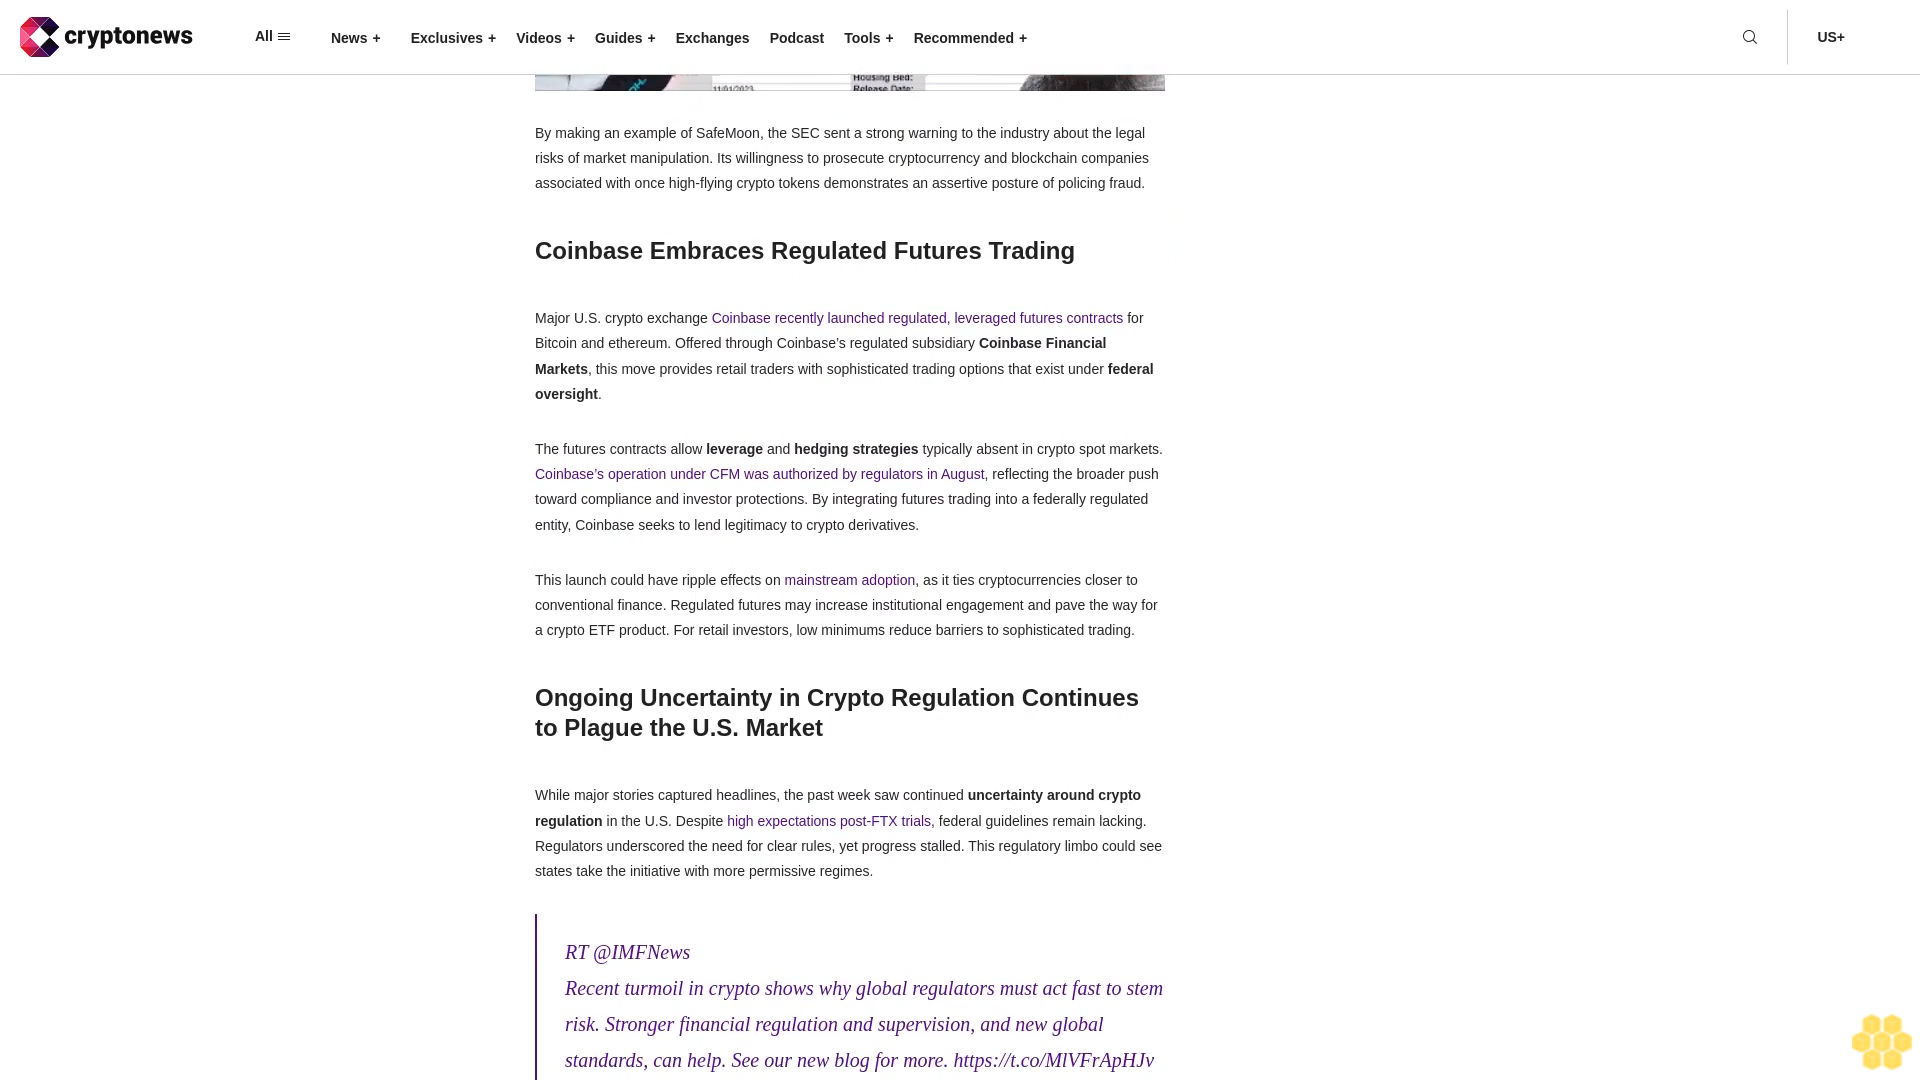 cryptonews
All
News +
Exclusives +
Videos +
Guides +
Exchanges
Podcast
Tools +
Recommended +
US+
Housing Bed:
11/01/2023
Release Date:
By making an example of SafeMoon, the SEC sent a strong warning to the industry about the legal
risks of market manipulation. Its willingness to prosecute cryptocurrency and blockchain companies
associated with once high-flying crypto tokens demonstrates an assertive posture of policing fraud.
Coinbase Embraces Regulated Futures Trading
Major U.S. crypto exchange Coinbase recently launched regulated, leveraged futures contracts for
Bitcoin and ethereum. Offered through Coinbase’s regulated subsidiary Coinbase Financial
Markets, this move provides retail traders with sophisticated trading options that exist under federal
oversight.
The futures contracts allow leverage and hedging strategies typically absent in crypto spot markets.
Coinbase’s operation under CFM was authorized by regulators in August, reflecting the broader push
toward compliance and investor protections. By integrating futures trading into a federally regulated
entity, Coinbase seeks to lend legitimacy to crypto derivatives.
This launch could have ripple effects on mainstream adoption, as it ties cryptocurrencies closer to
conventional finance. Regulated futures may increase institutional engagement and pave the way for
a crypto ETF product. For retail investors, low minimums reduce barriers to sophisticated trading.
Ongoing Uncertainty in Crypto Regulation Continues
to Plague the U.S. Market
While major stories captured headlines, the past week saw continued uncertainty around crypto
regulation in the U.S. Despite high expectations post-FTX trials, federal guidelines remain lacking.
Regulators underscored the need for clear rules, yet progress stalled. This regulatory limbo could see
states take the initiative with more permissive regimes.
RT @IMFNews
Recent turmoil in crypto shows why global regulators must act fast to stem
risk. Stronger financial regulation and supervision, and new global
standards, can help. See our new blog for more. https://t.co/MlVFrApHJv